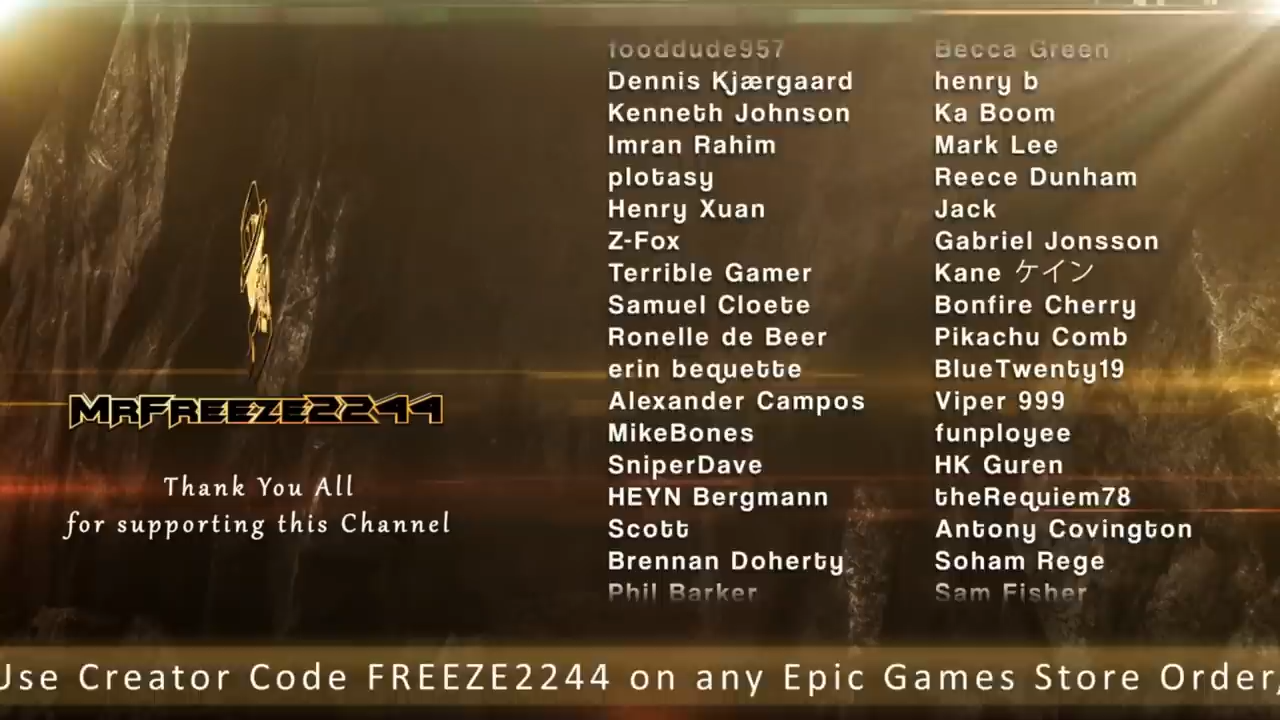 fooddude957
Dennis Kjærgaard
Kenneth Johnson
Imran Rahim
plotasy
Henry Xuan
Z-Fox
Terrible Gamer
Samuel Cloete
Ronelle de Beer
erin bequette
Alexander Campos
MikeBones
SniperDave
HEYN Bergmann
Scott
Brennan Doherty
Phil Barker
Becca Green
henry b
Ka Boom
Mark Lee
Reece Dunham
Jack
Gabriel Jonsson
Kane ケイン
Bonfire Cherry
Pikachu Comb
BlueTwenty19
Viper 999
funployee
HK Guren
theRequiem78
Antony Covington
Soham Rege
Sam Fisher
MrFreeze2244
Thank You All
for supporting this Channel
Use Creator Code FREEZE2244 on any Epic Games Store Order,